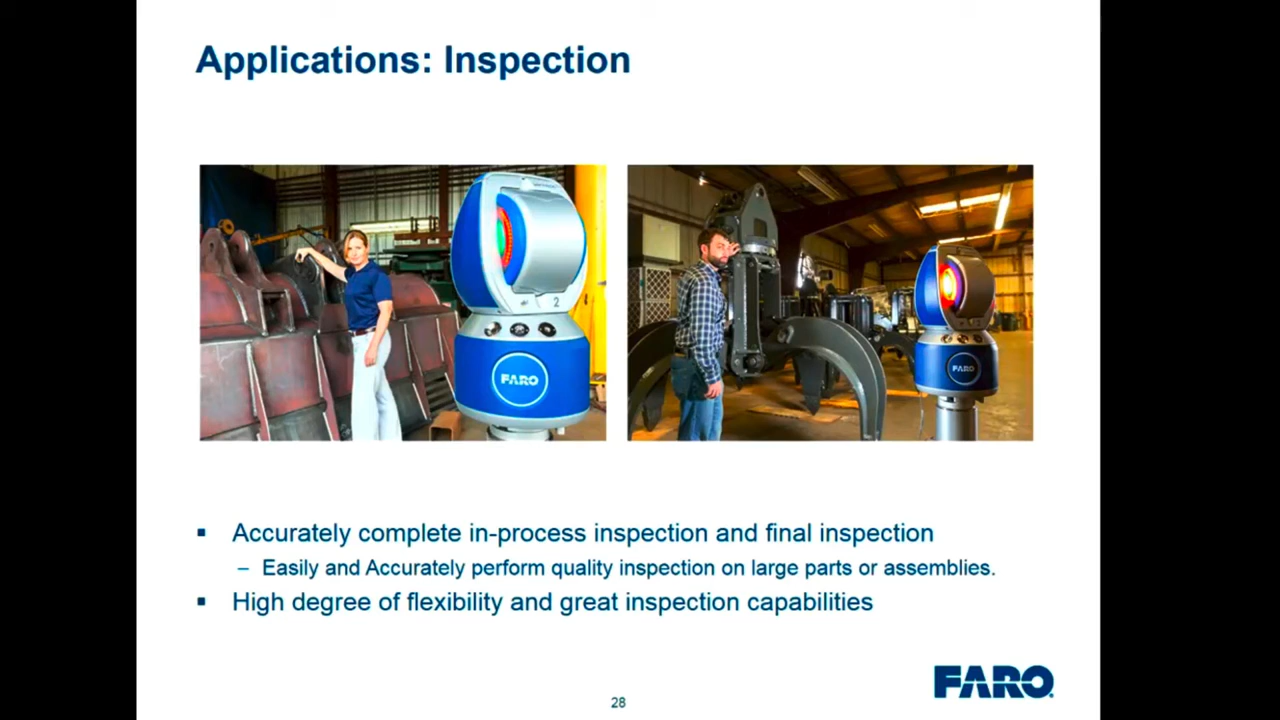 Applications: Inspection
2
FARO
FARO
▪ Accurately complete in-process inspection and final inspection
– Easily and Accurately perform quality inspection on large parts or assemblies.
▪ High degree of flexibility and great inspection capabilities
FARO
28